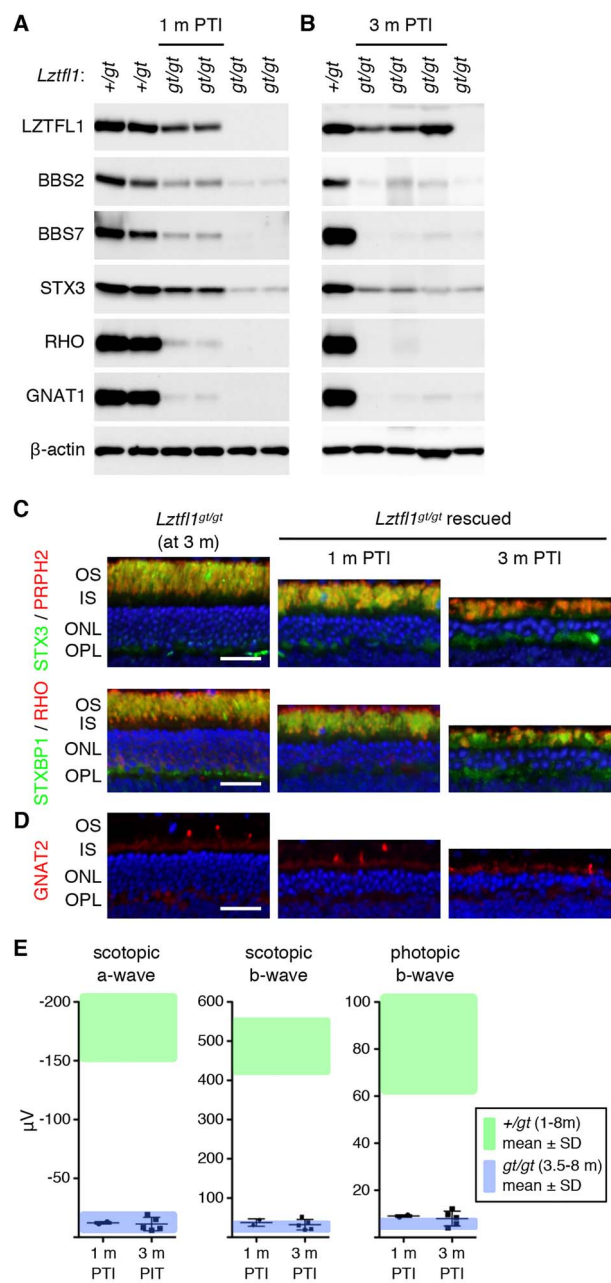 A
1 m PTI
B
3 m PTI
Lztfl1: +/gt +/gt gt/gt gt/gt gt/gt gt/gt
+/gt gt/gt gt/gt gt/gt gt/gt
LZTFL1
BBS2
BBS7
STX3
RHO
GNAT1
β-actin
C
Lztfl1gt/gt
(at 3 m)
Lztfl1gt/gt rescued
1 m PTI
3 m PTI
STX3 / PRPH2
OS
IS
ONL
OPL
STXBP1 / RHO
OS
IS
ONL
OPL
D
GNAT2
OS
IS
ONL
OPL
E
scotopic
a-wave
scotopic
b-wave
photopic
b-wave
µV
-200
-150
-100
-50
600
500
400
300
200
100
100
80
60
40
20
1 m
PTI
3 m
PIT
1 m
PTI
3 m
PTI
1 m
PTI
3 m
PTI
+/gt (1-8m)
mean ± SD
gt/gt (3.5-8 m)
mean ± SD